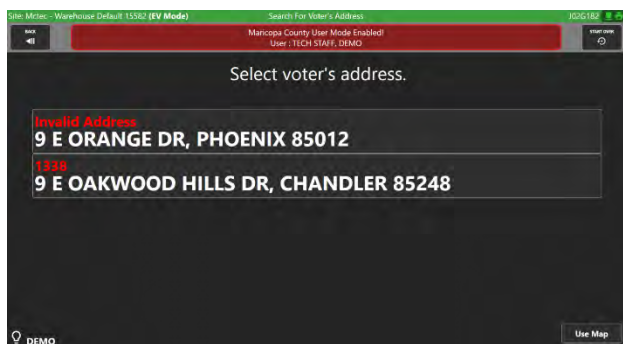 Site: Mctec - Warehouse Default 15582 (EV Mode) Search For Voter's Address J02G182
BACK
Maricopa County User Mode Enabled!
User : TECH STAFF, DEMO
START OVER
Select voter's address.
Invalid Address
9 E ORANGE DR, PHOENIX 85012
1338
9 E OAKWOOD HILLS DR, CHANDLER 85248
DEMO
Use Map